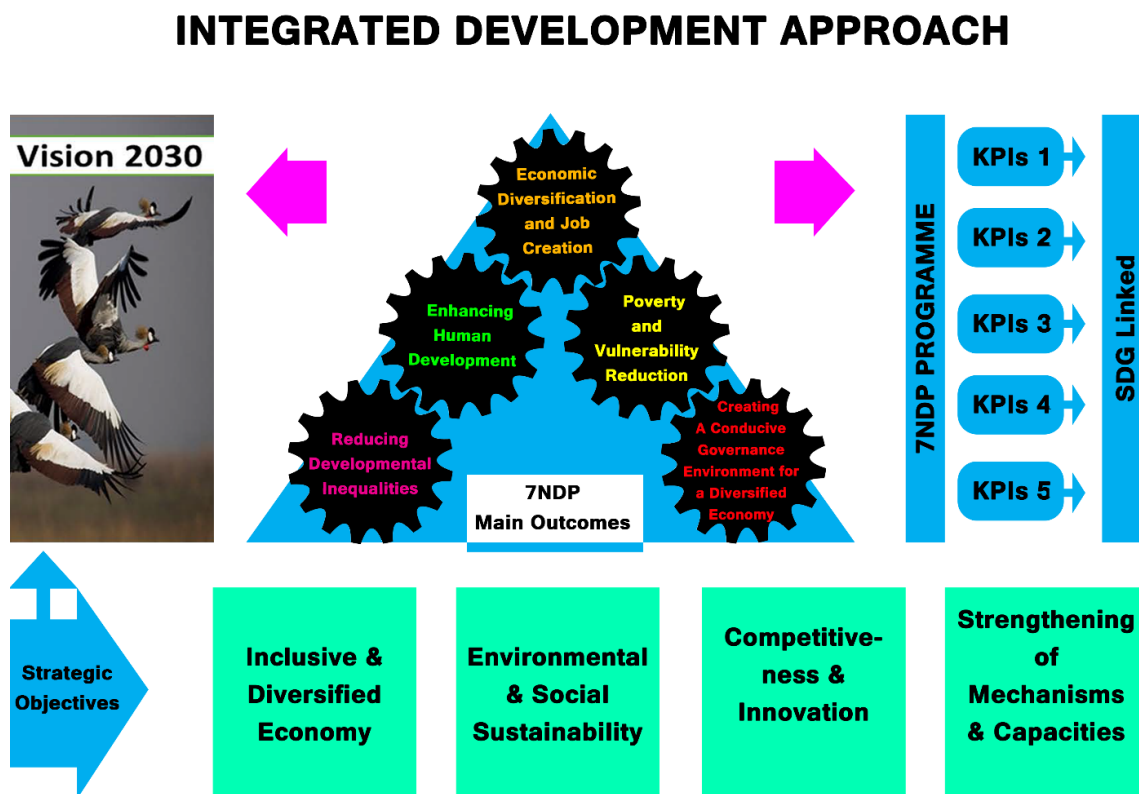 INTEGRATED DEVELOPMENT APPROACH
Vision 2030
Economic
Diversification
and Job
Creation
Enhancing
Human
Development
Poverty
and
Vulnerability
Reduction
Reducing
Developmental
Inequalities
Creating
A Conducive
Governance
Environment for
a Diversified
Economy
7NDP
Main Outcomes
7NDP PROGRAMME
KPIs 1
KPIs 2
KPIs 3
KPIs 4
KPIs 5
SDG Linked
Strategic
Objectives
Inclusive &
Diversified
Economy
Environmental
& Social
Sustainability
Competitive-
ness &
Innovation
Strengthening
of
Mechanisms
& Capacities